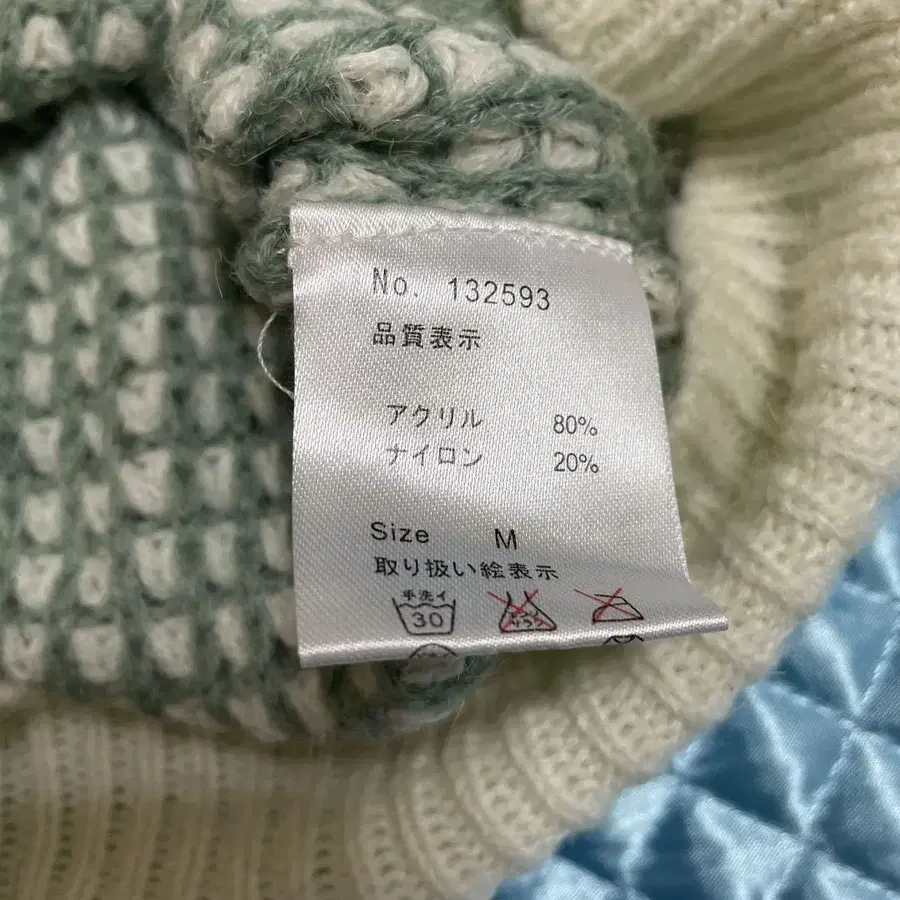 No. 132593
品質表示
アクリル 80%
ナイロン 20%
Size M
取り扱い絵表示
手洗イ
30